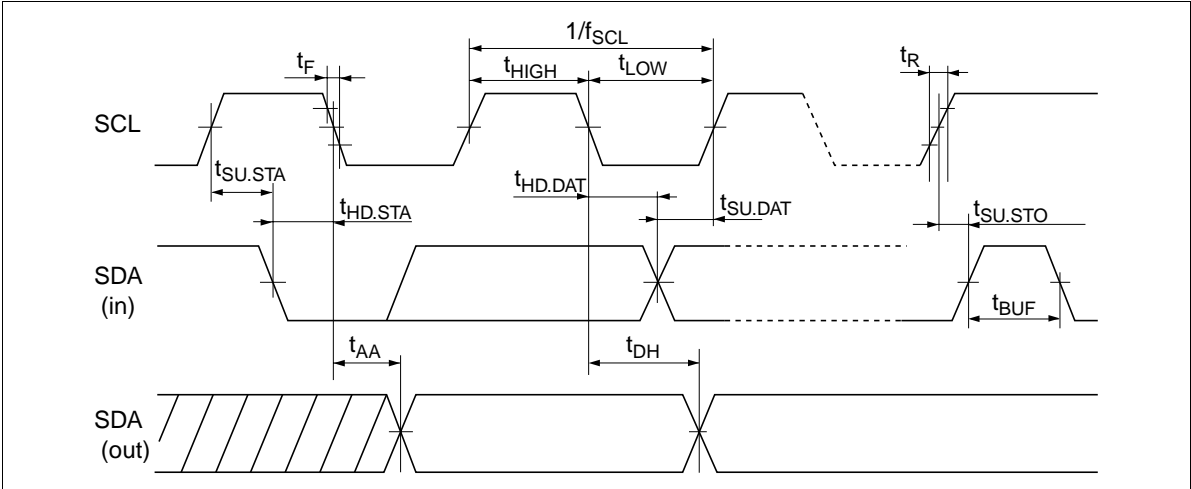 1/fSCL
tF
tHIGH
tLOW
tR
SCL
tSU.STA
tHD.DAT
tHD.STA
tSU.DAT
tSU.STO
SDA
(in)
tBUF
tAA
tDH
SDA
(out)